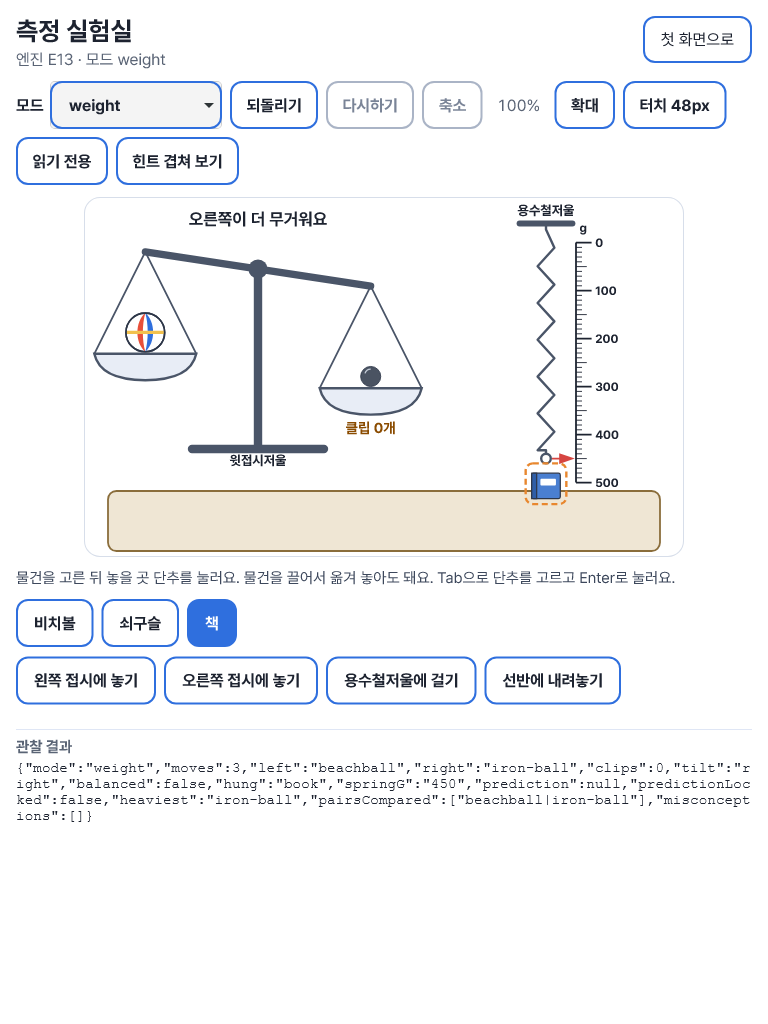 측정 실험실
엔진 E13 · 모드 weight
첫 화면으로
모드 weight 되돌리기 다시하기 축소 100% 확대 터치 48px
읽기 전용 힌트 겹쳐 보기
오른쪽이 더 무거워요
용수철저울
g
0
100
200
300
400
500
클립 0개
윗접시저울
물건을 고른 뒤 놓을 곳 단추를 눌러요. 물건을 끌어서 옮겨 놓아도 돼요. Tab으로 단추를 고르고 Enter로 눌러요.
비치볼 쇠구슬 책
왼쪽 접시에 놓기 오른쪽 접시에 놓기 용수철저울에 걸기 선반에 내려놓기
관찰 결과
{"mode":"weight","moves":3,"left":"beachball","right":"iron-ball","clips":0,"tilt":"r
ight","balanced":false,"hung":"book","springG":"450","prediction":null,"predictionLoc
ked":false,"heaviest":"iron-ball","pairsCompared":["beachball|iron-ball"],"misconcept
ions":[]}